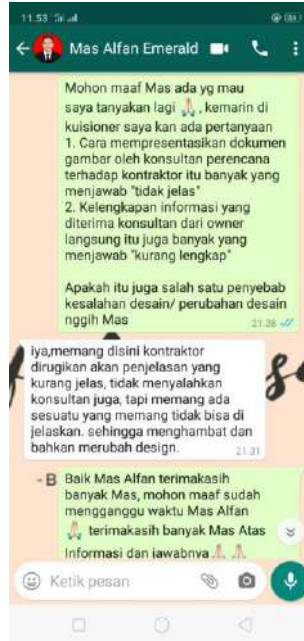 11.53
Mas Alfan Emerald
Mohon maaf Mas ada yg mau
saya tanyakan lagi 🙏 , kemarin di
kuisioner saya kan ada pertanyaan
1. Cara mempresentasikan dokumen
gambar oleh konsultan perencana
terhadap kontraktor itu banyak yang
menjawab "tidak jelas"
2. Kelengkapan informasi yang
diterima konsultan dari owner
langsung itu juga banyak yang
menjawab "kurang lengkap"
Apakah itu juga salah satu penyebab
kesalahan desain/ perubahan desain
nggih Mas
21.28
iya,memang disini kontraktor
dirugikan akan penjelasan yang
kurang jelas, tidak menyalahkan
konsultan juga, tapi memang ada
sesuatu yang memang tidak bisa di
jelaskan. sehingga menghambat dan
bahkan merubah design.
21.31
- B
Baik Mas Alfan terimakasih
banyak Mas, mohon maaf sudah
mengganggu waktu Mas Alfan
🙏 terimakasih banyak Mas Atas
Informasi dan jawabnya 🙏 🙏
Ketik pesan